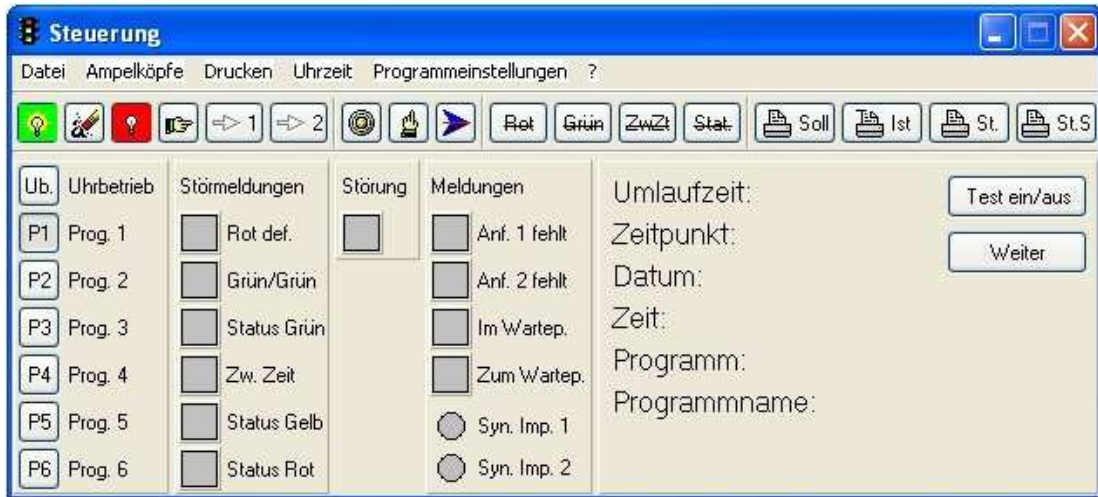 Steuerung
Datei Ampelköpfe Drucken Uhrzeit Programmeinstellungen ?
1 2 Rot Grün ZwZt Stat. Soll Ist St. St.S
Ub. Uhrbetrieb
P1 Prog. 1
P2 Prog. 2
P3 Prog. 3
P4 Prog. 4
P5 Prog. 5
P6 Prog. 6
Störmeldungen
Rot def.
Grün/Grün
Status Grün
Zw. Zeit
Status Gelb
Status Rot
Störung
Meldungen
Anf. 1 fehlt
Anf. 2 fehlt
Im Wartep.
Zum Wartep.
Syn. Imp. 1
Syn. Imp. 2
Umlaufzeit:
Zeitpunkt:
Datum:
Zeit:
Programm:
Programmname:
Test ein/aus
Weiter